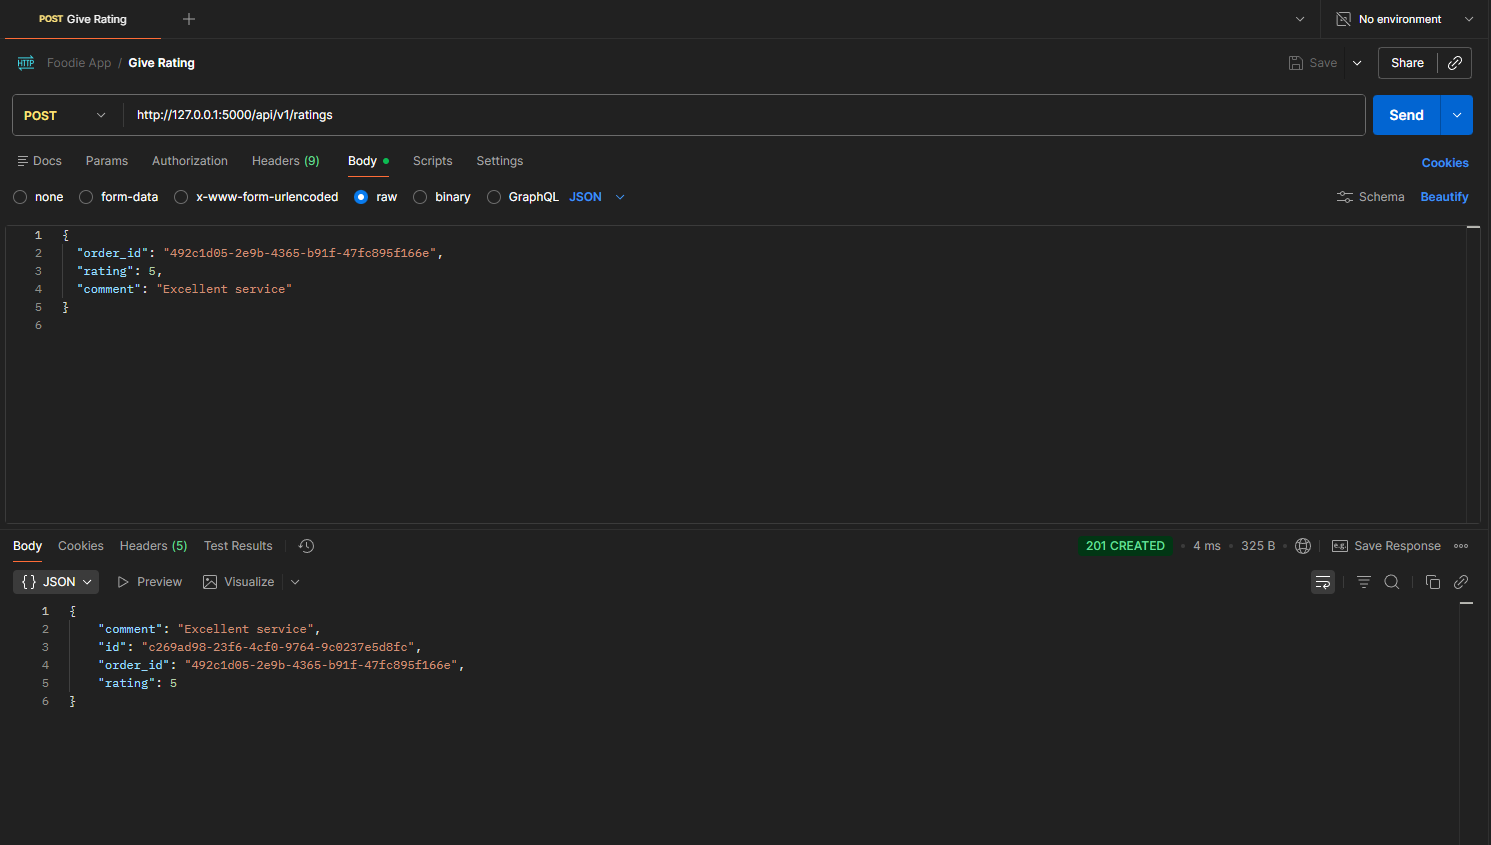 POST Give Rating
No environment
HTTP Foodie App / Give Rating
Save Share
POST http://127.0.0.1:5000/api/v1/ratings Send
Docs Params Authorization Headers (9) Body Scripts Settings Cookies
none form-data x-www-form-urlencoded raw binary GraphQL JSON Schema Beautify
1 {
2 "order_id": "492c1d05-2e9b-4365-b91f-47fc895f166e",
3 "rating": 5,
4 "comment": "Excellent service"
5 }
6
Body Cookies Headers (5) Test Results 201 CREATED • 4 ms • 325 B • e.g. Save Response
{} JSON Preview Visualize
1 {
2 "comment": "Excellent service",
3 "id": "c269ad98-23f6-4cf0-9764-9c0237e5d8fc",
4 "order_id": "492c1d05-2e9b-4365-b91f-47fc895f166e",
5 "rating": 5
6 }